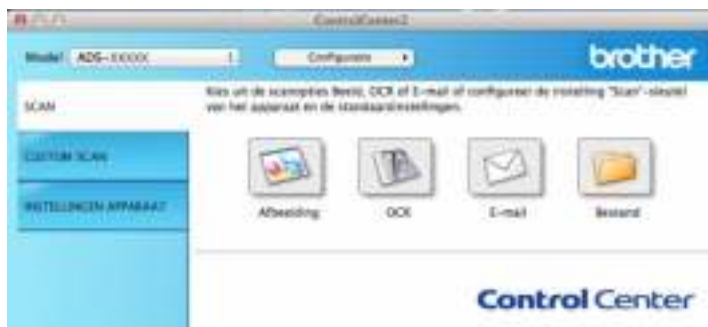 ControlCenter2
Model ADS-XXXXX Configuratie
brother
SCAN
Kies uit de scanopties Beeld, OCR of E-mail of configureer de instelling "Scan"-sleutel
van het apparaat en de standaardinstellingen.
CUSTOM SCAN
INSTELLINGEN APPARAAT
Afbeelding OCR E-mail Bestand
Control Center